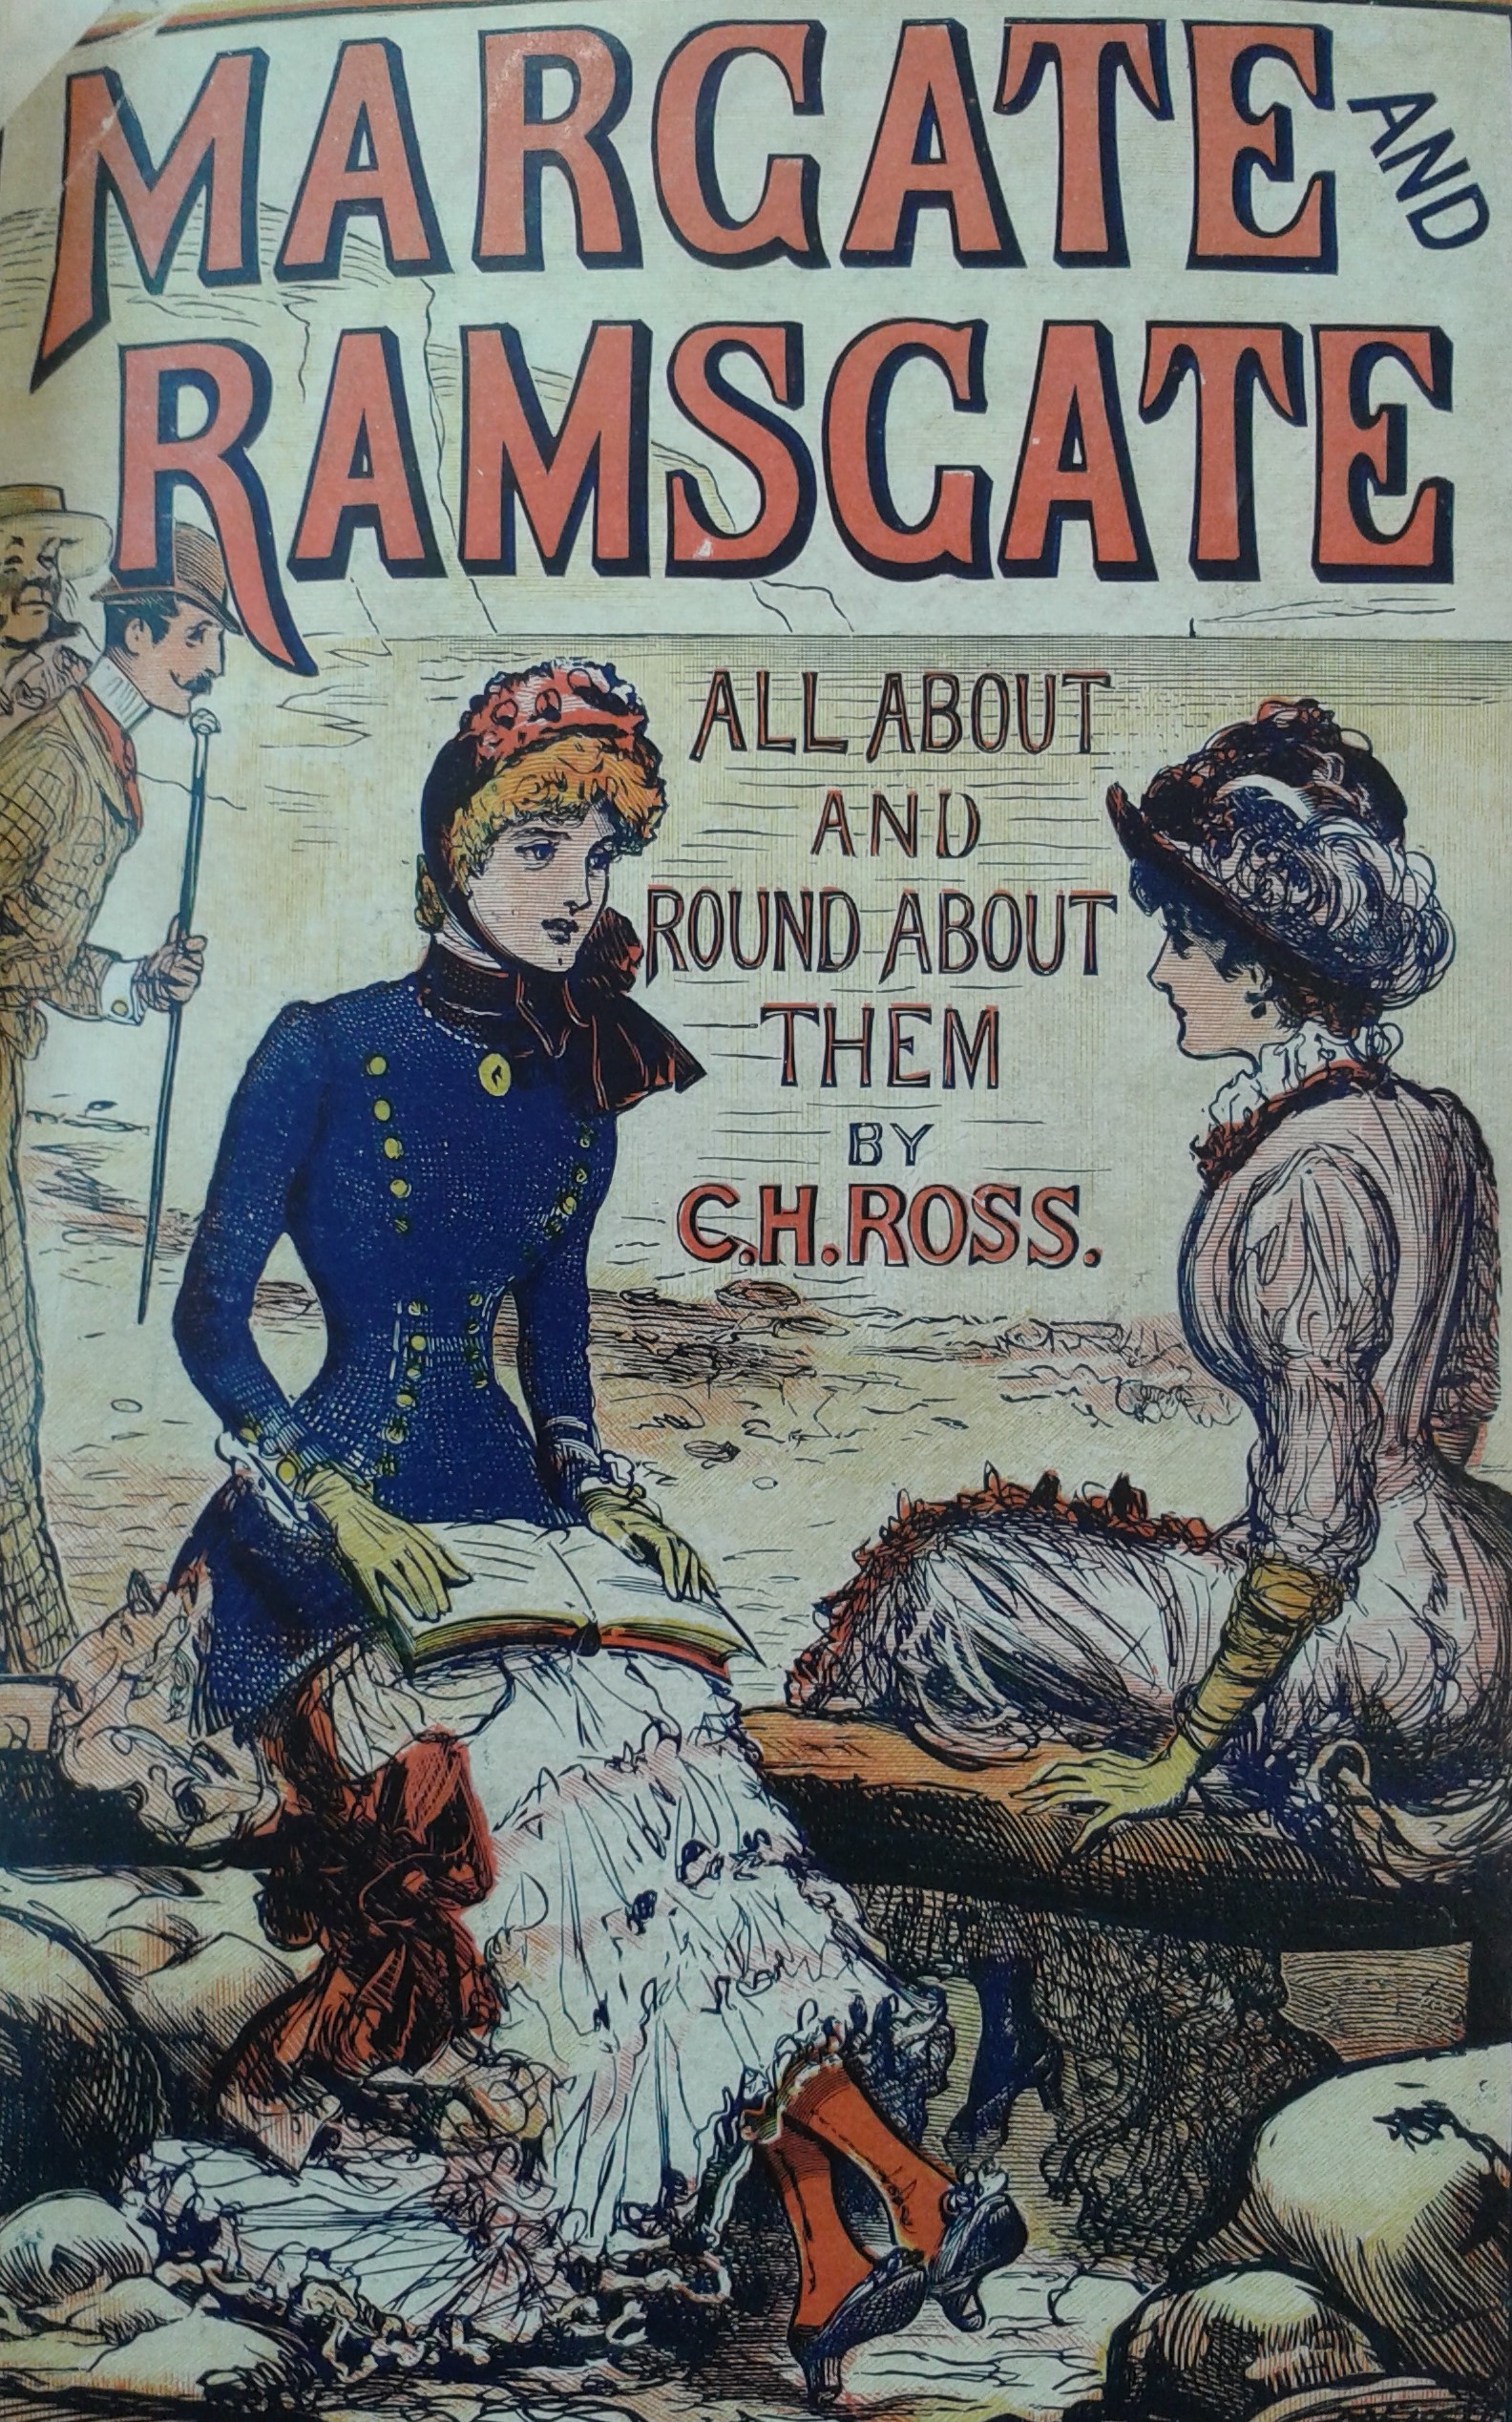 MARGATE AND
RAMSGATE
ALL ABOUT
AND
ROUND ABOUT
THEM
BY
C.H. ROSS.